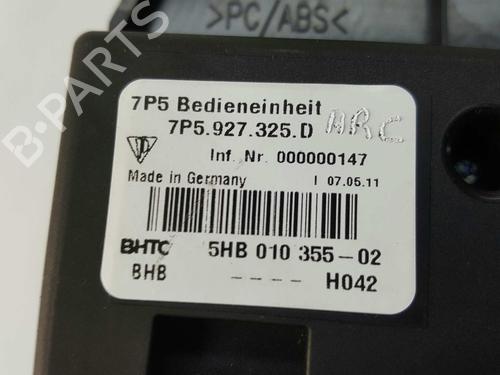 >PC/ABS<
7P5 Bedieneinheit
7P5.927.325.D HRC
Inf. Nr. 000000147
Made in Germany I 07.05.11
BHTC 5HB 010 355-02
BHB ---- H042
B-Parts